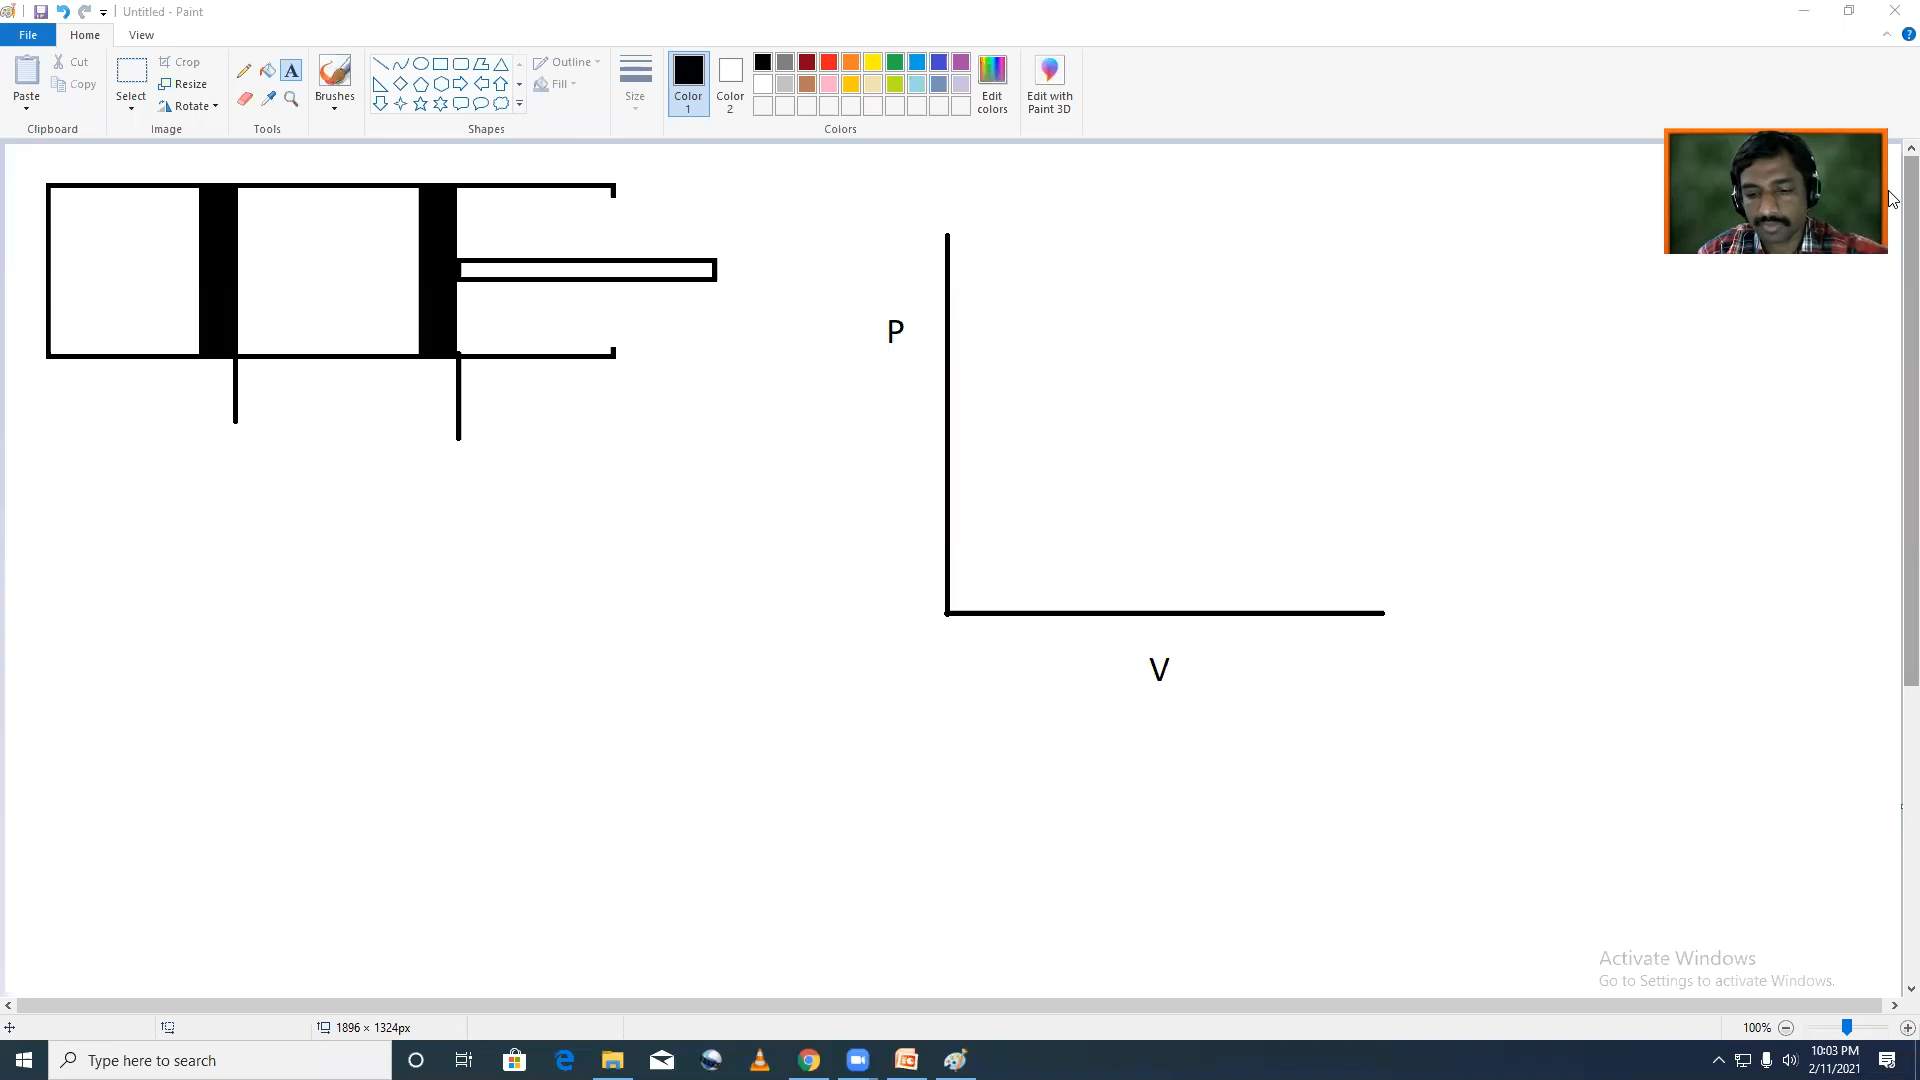 Untitled - Paint
File
Home
View
Paste
Cut
Copy
Clipboard
Select
Crop
Resize
Rotate
Image
A
Tools
Brushes
Shapes
Outline
Fill
Size
Color
1
Color
2
Colors
Edit
colors
Edit with
Paint 3D
?
P
V
Activate Windows
Go to Settings to activate Windows.
1896 × 1324px
100%
Type here to search
10:03 PM
2/11/2021